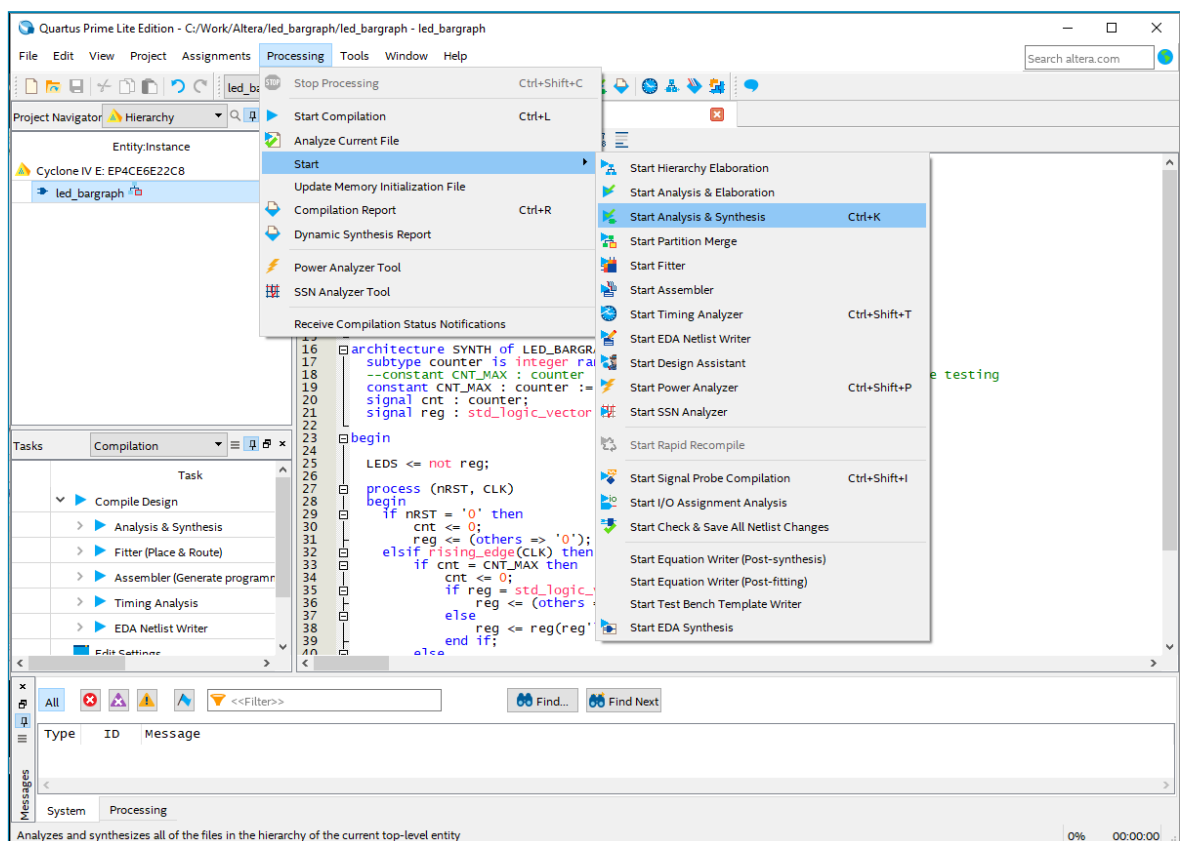 Quartus Prime Lite Edition - C:/Work/Altera/led_bargraph/led_bargraph - led_bargraph
File Edit View Project Assignments Processing Tools Window Help
Search altera.com
led_ba
Project Navigator Hierarchy
Entity:Instance
Cyclone IV E: EP4CE6E22C8
led_bargraph
STOP Stop Processing Ctrl+Shift+C
Start Compilation Ctrl+L
Analyze Current File
Start
Update Memory Initialization File
Compilation Report Ctrl+R
Dynamic Synthesis Report
Power Analyzer Tool
SSN Analyzer Tool
Receive Compilation Status Notifications
Start Hierarchy Elaboration
Start Analysis & Elaboration
Start Analysis & Synthesis Ctrl+K
Start Partition Merge
Start Fitter
Start Assembler
Start Timing Analyzer Ctrl+Shift+T
Start EDA Netlist Writer
Start Design Assistant
Start Power Analyzer Ctrl+Shift+P
Start SSN Analyzer
Start Rapid Recompile
Start Signal Probe Compilation Ctrl+Shift+I
Start I/O Assignment Analysis
Start Check & Save All Netlist Changes
Start Equation Writer (Post-synthesis)
Start Equation Writer (Post-fitting)
Start Test Bench Template Writer
Start EDA Synthesis
15
16 architecture SYNTH of LED_BARGRA
17 subtype counter is integer ra
18 --constant CNT_MAX : counter e testing
19 constant CNT_MAX : counter :=
20 signal cnt : counter;
21 signal reg : std_logic_vector
22
23 begin
24
25 LEDS <= not reg;
26
27 process (nRST, CLK)
28 begin
29 if nRST = '0' then
30 cnt <= 0;
31 reg <= (others => '0');
32 elsif rising_edge(CLK) then
33 if cnt = CNT_MAX then
34 cnt <= 0;
35 if reg = std_logic_v
36 reg <= (others =
37 else
38 reg <= reg(reg'
39 end if;
40 else
Tasks Compilation
Task
Compile Design
Analysis & Synthesis
Fitter (Place & Route)
Assembler (Generate programm
Timing Analysis
EDA Netlist Writer
Edit Settings
All <<Filter>> Find... Find Next
Type ID Message
Messages
System Processing
Analyzes and synthesizes all of the files in the hierarchy of the current top-level entity 0% 00:00:00